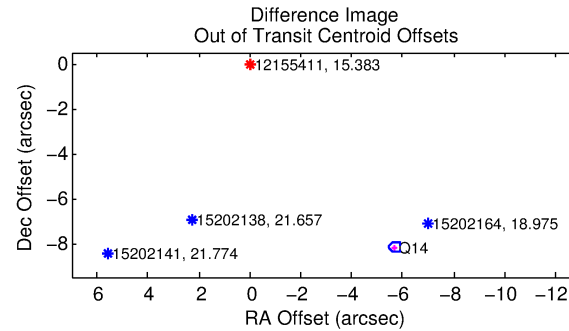 Difference Image
Out of Transit Centroid Offsets
Dec Offset (arcsec)
0
−2
−4
−6
−8
12155411, 15.383
15202138, 21.657
15202164, 18.975
15202141, 21.774
Q14
6 4 2 0 −2 −4 −6 −8 −10 −12
RA Offset (arcsec)